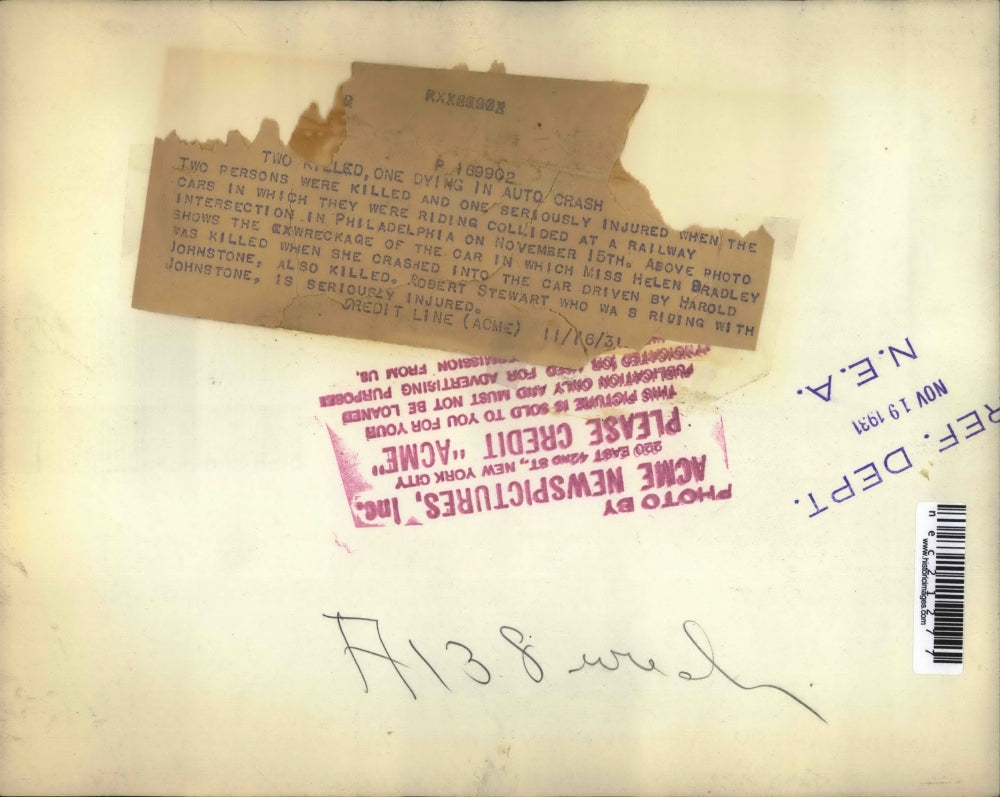 P 169902
TWO KILLED, ONE DYING IN AUTO CRASH
TWO PERSONS WERE KILLED AND ONE SERIOUSLY INJURED WHEN THE
CARS IN WHICH THEY WERE RIDING COLLIDED AT A RAILWAY
INTERSECTION IN PHILADELPHIA ON NOVEMBER 15TH. ABOVE PHOTO
SHOWS THE WRECKAGE OF THE CAR IN WHICH MISS HELEN BRADLEY
WAS KILLED WHEN SHE CRASHED INTO THE CAR DRIVEN BY HAROLD
JOHNSTONE, ALSO KILLED. ROBERT STEWART WHO WA S RIDING WITH
JOHNSTONE, IS SERIOUSLY INJURED.
CREDIT LINE (ACME) 11/16/31
PHOTO BY
ACME NEWSPICTURES, Inc.
220 EAST 42ND ST., NEW YORK CITY
PLEASE CREDIT "ACME"
THIS PICTURE IS SOLD TO YOU FOR YOUR
PUBLICATION ONLY AND MUST NOT BE LOANED
FOR ADVERTISING PURPOSES
FROM US.
N.E.A.
NOV 19 1931
REF. DEPT.
A138
www.historicimages.com